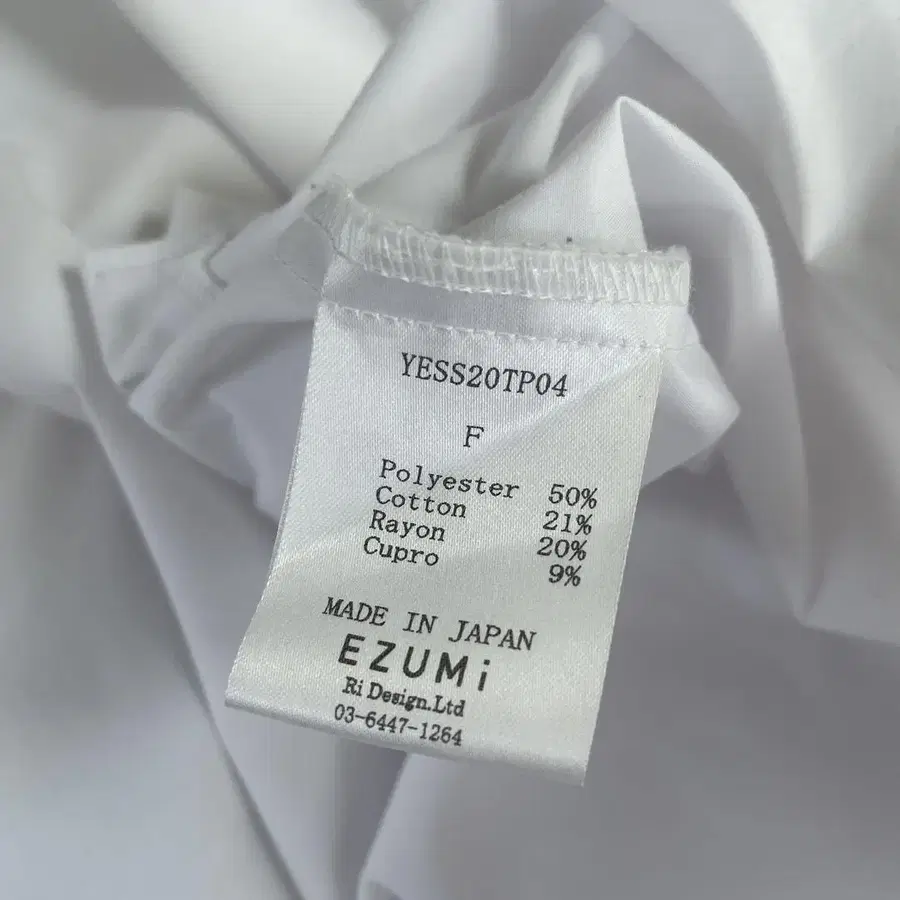 YESS20TP04
F
Polyester 50%
Cotton 21%
Rayon 20%
Cupro 9%
MADE IN JAPAN
EZUMi
Ri Design.Ltd
03-6447-1264